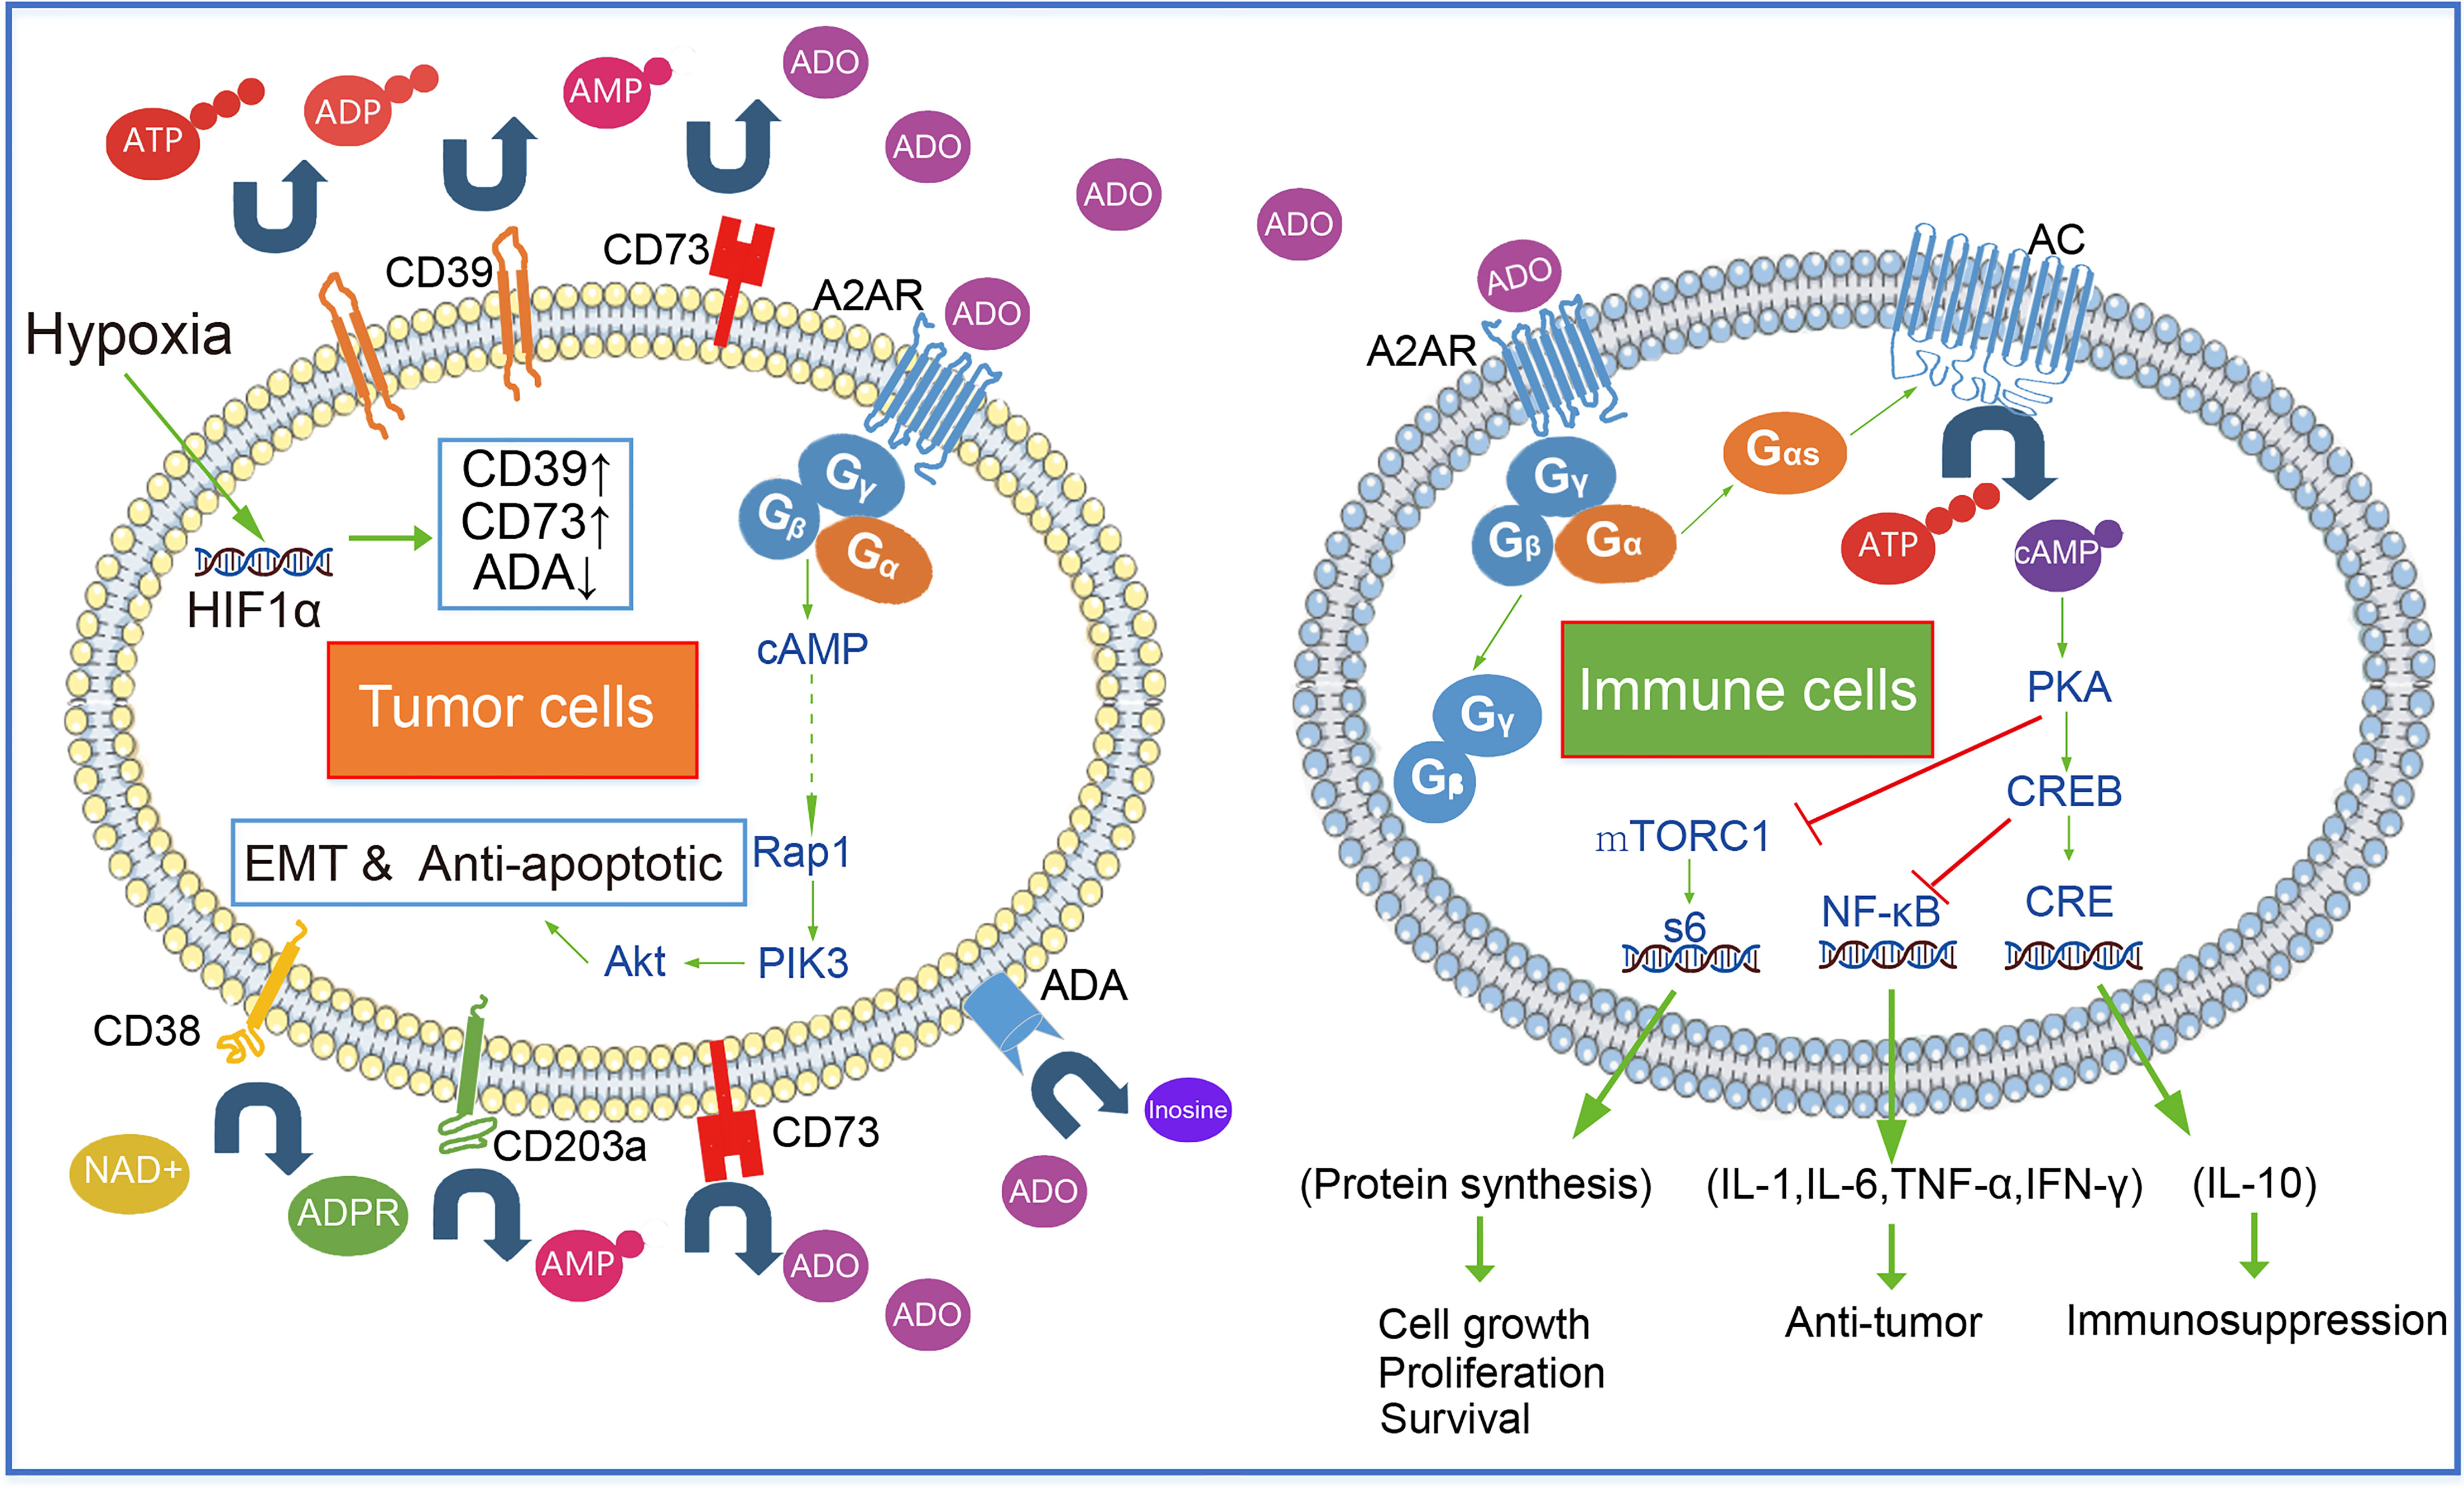 ATP
ADP
AMP
ADO
ADO
ADO
ADO
Hypoxia
CD39
CD73
A2AR
ADO
HIF1α
CD39↑
CD73↑
ADA↓
Gγ
Gβ
Gα
cAMP
Tumor cells
EMT & Anti-apoptotic
Rap1
Akt
PIK3
CD38
CD203a
CD73
ADA
Inosine
NAD+
ADPR
AMP
ADO
ADO
ADO
ADO
A2AR
AC
Gγ
Gβ
Gα
Gαs
ATP
cAMP
Immune cells
PKA
Gγ
Gβ
CREB
mTORC1
s6
NF-κB
CRE
(Protein synthesis)
(IL-1,IL-6,TNF-α,IFN-γ)
(IL-10)
Cell growth
Proliferation
Survival
Anti-tumor
Immunosuppression